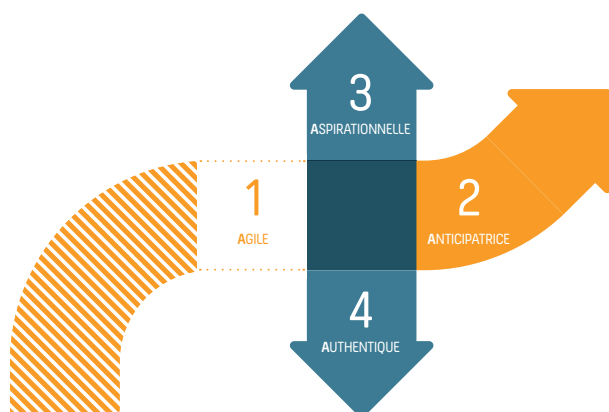 3
ASPIRATIONNELLE
1
AGILE
2
ANTICIPATRICE
4
AUTHENTIQUE